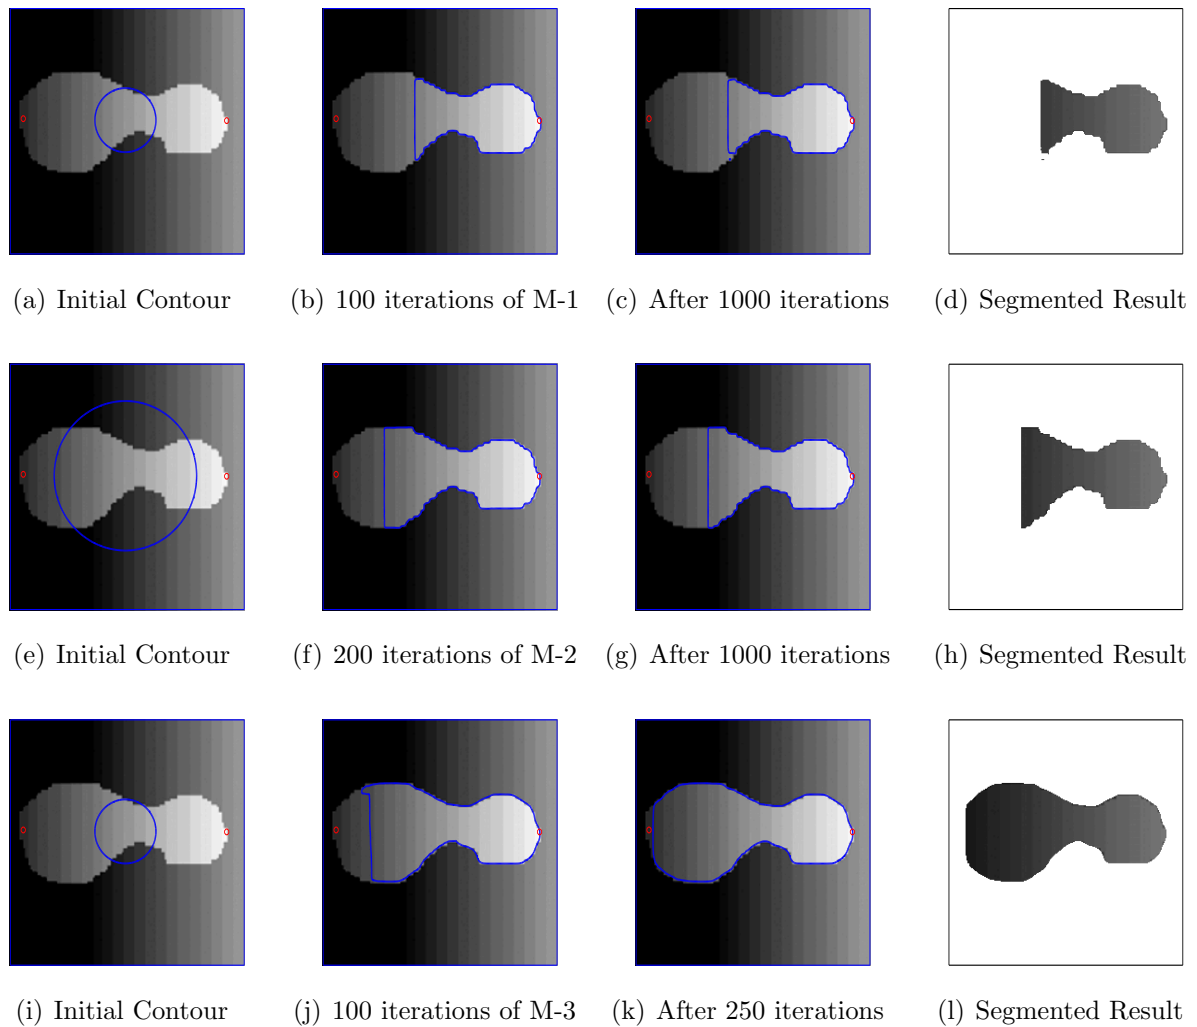 (a) Initial Contour
(b) 100 iterations of M-1
(c) After 1000 iterations
(d) Segmented Result
(e) Initial Contour
(f) 200 iterations of M-2
(g) After 1000 iterations
(h) Segmented Result
(i) Initial Contour
(j) 100 iterations of M-3
(k) After 250 iterations
(l) Segmented Result